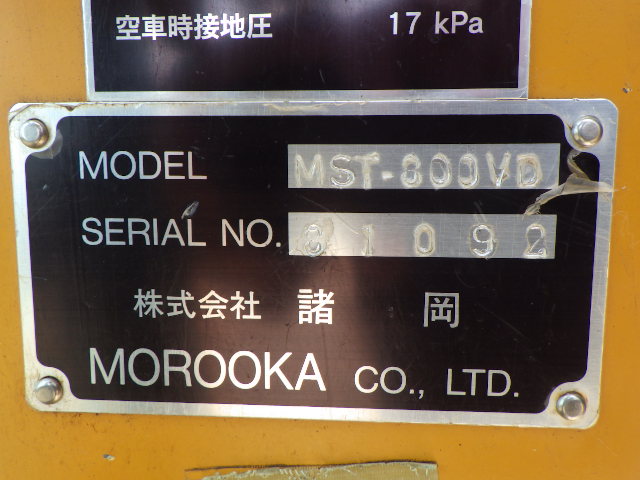 空車時接地圧 17 kPa
MODEL MST-800VD
SERIAL NO. 81092
株式会社 諸岡
MOROOKA CO., LTD.